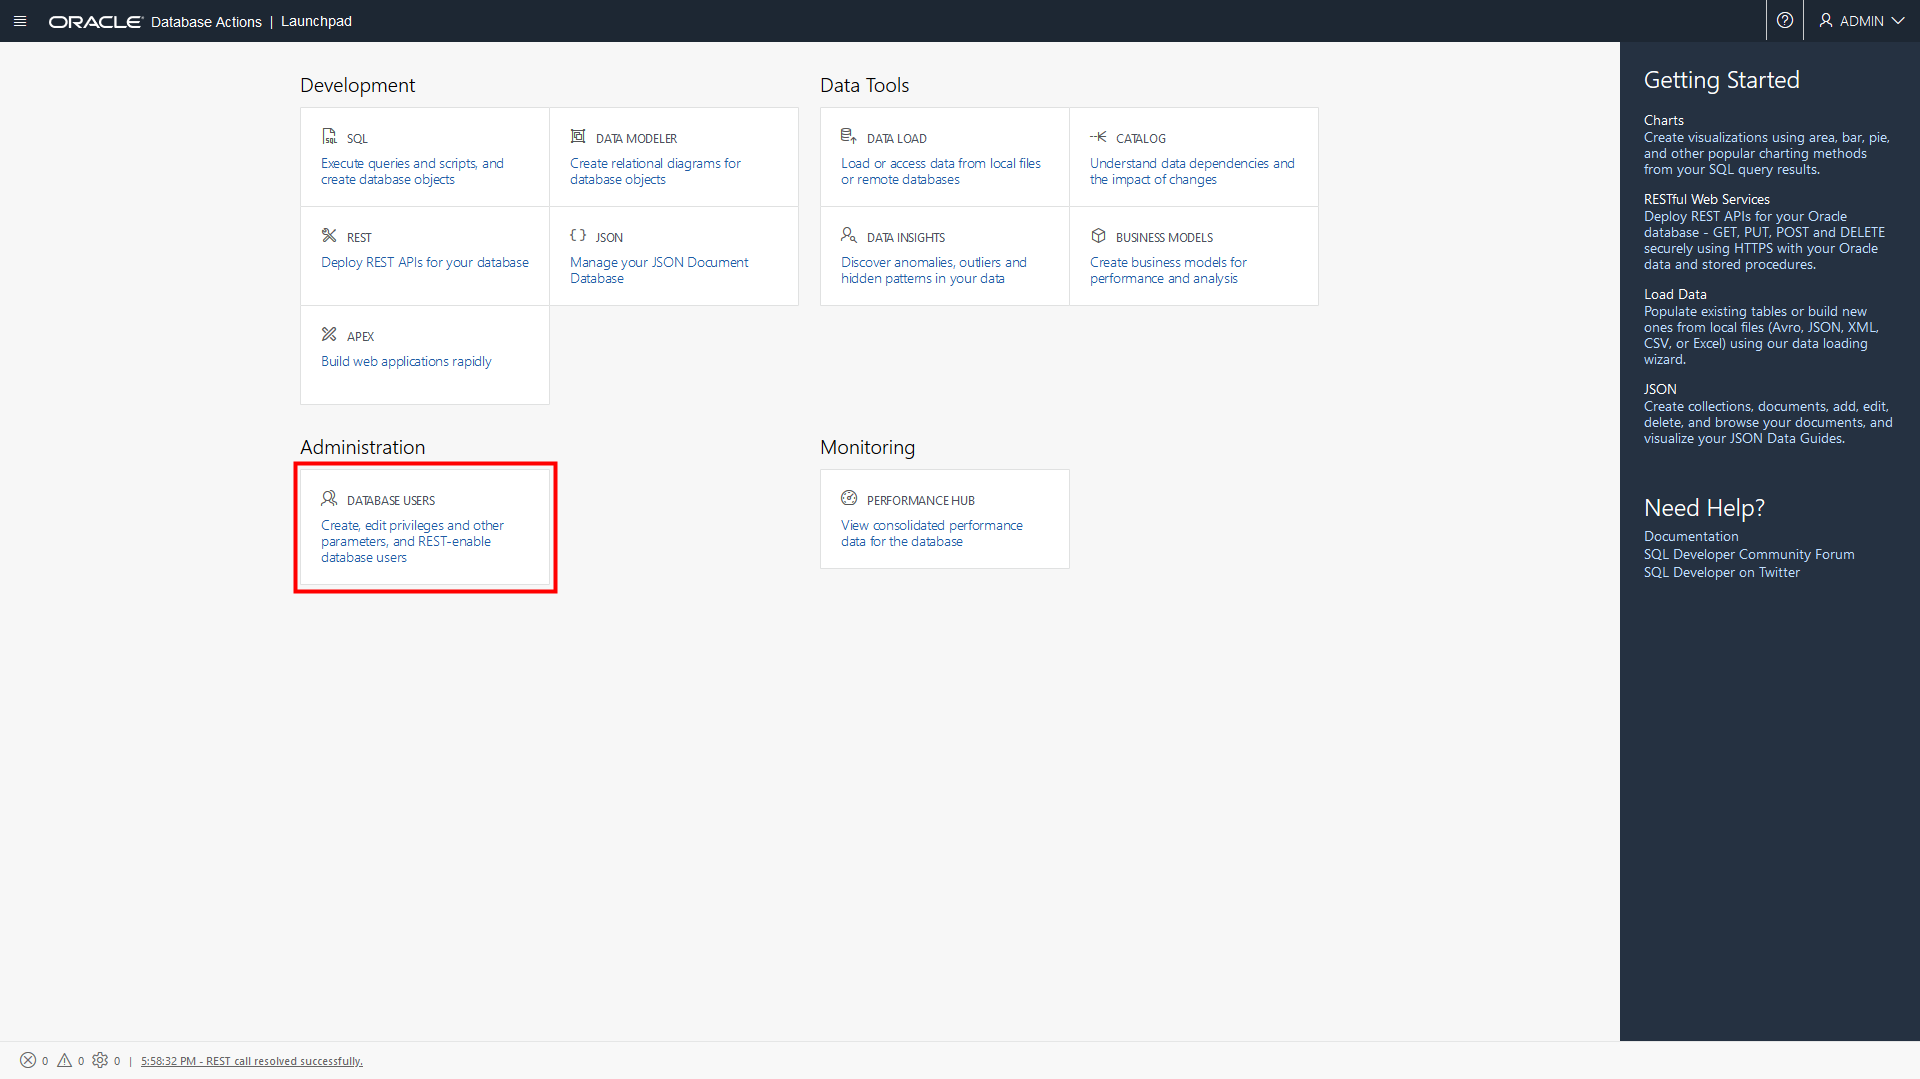 ORACLE Database Actions | Launchpad
ADMIN
Development
SQL
Execute queries and scripts, and
create database objects
DATA MODELER
Create relational diagrams for
database objects
REST
Deploy REST APIs for your database
JSON
Manage your JSON Document
Database
APEX
Build web applications rapidly
Data Tools
DATA LOAD
Load or access data from local files
or remote databases
CATALOG
Understand data dependencies and
the impact of changes
DATA INSIGHTS
Discover anomalies, outliers and
hidden patterns in your data
BUSINESS MODELS
Create business models for
performance and analysis
Administration
DATABASE USERS
Create, edit privileges and other
parameters, and REST-enable
database users
Monitoring
PERFORMANCE HUB
View consolidated performance
data for the database
Getting Started
Charts
Create visualizations using area, bar, pie,
and other popular charting methods
from your SQL query results.
RESTful Web Services
Deploy REST APIs for your Oracle
database - GET, PUT, POST and DELETE
securely using HTTPS with your Oracle
data and stored procedures.
Load Data
Populate existing tables or build new
ones from local files (Avro, JSON, XML,
CSV, or Excel) using our data loading
wizard.
JSON
Create collections, documents, add, edit,
delete, and browse your documents, and
visualize your JSON Data Guides.
Need Help?
Documentation
SQL Developer Community Forum
SQL Developer on Twitter
0 0 0 | 5:58:32 PM - REST call resolved successfully.